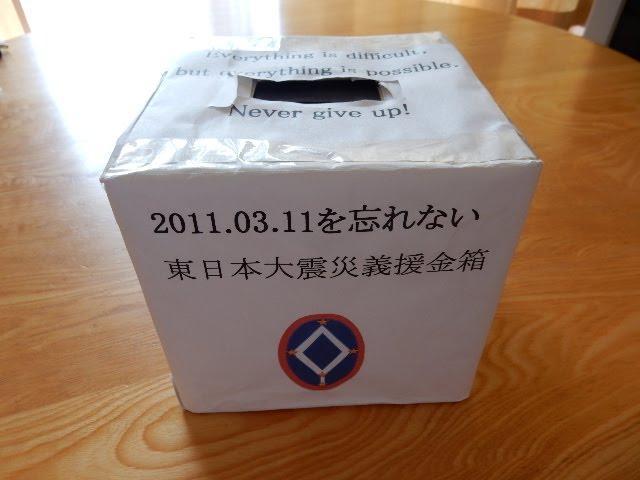 Everything is difficult,
but everything is possible.
Never give up!
2011.03.11を忘れない
東日本大震災義援金箱